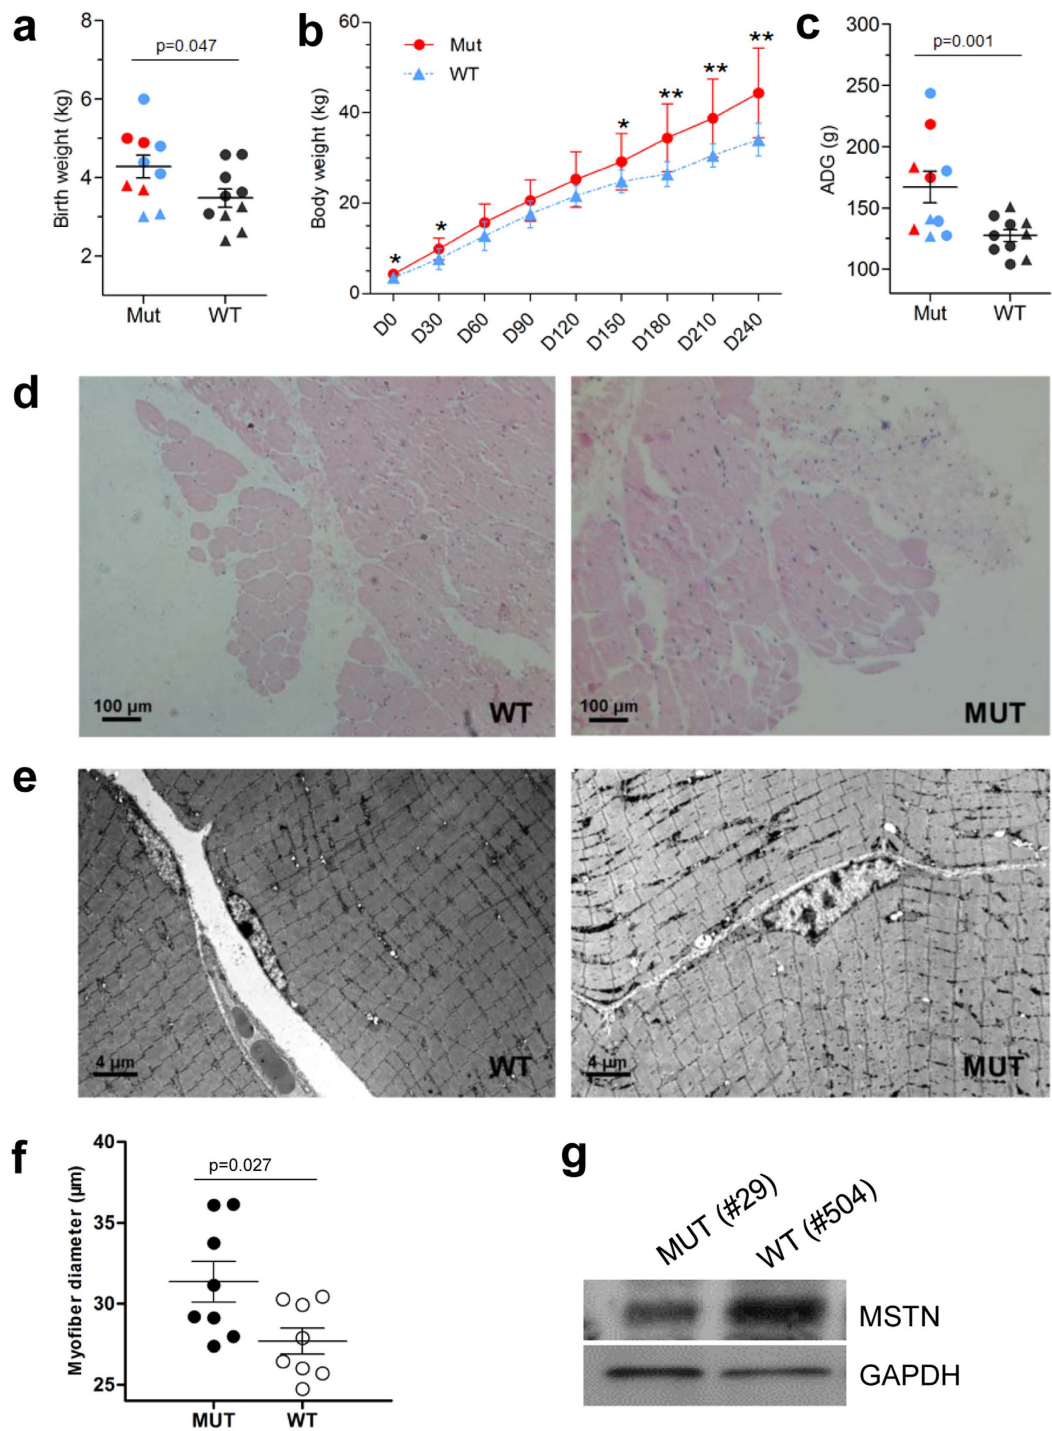 a
8
6
4
2
Birth weight (kg)
p=0.047
Mut
WT
b
60
40
20
0
Body weight (kg)
Mut
WT
*
*
*
**
**
**
D0
D30
D60
D90
D120
D150
D180
D210
D240
c
300
250
200
150
100
ADG (g)
p=0.001
Mut
WT
d
100 µm
WT
100 µm
MUT
e
4 µm
WT
4 µm
MUT
f
40
35
30
25
Myofiber diameter (µm)
p=0.027
MUT
WT
g
MUT (#29)
WT (#504)
MSTN
GAPDH